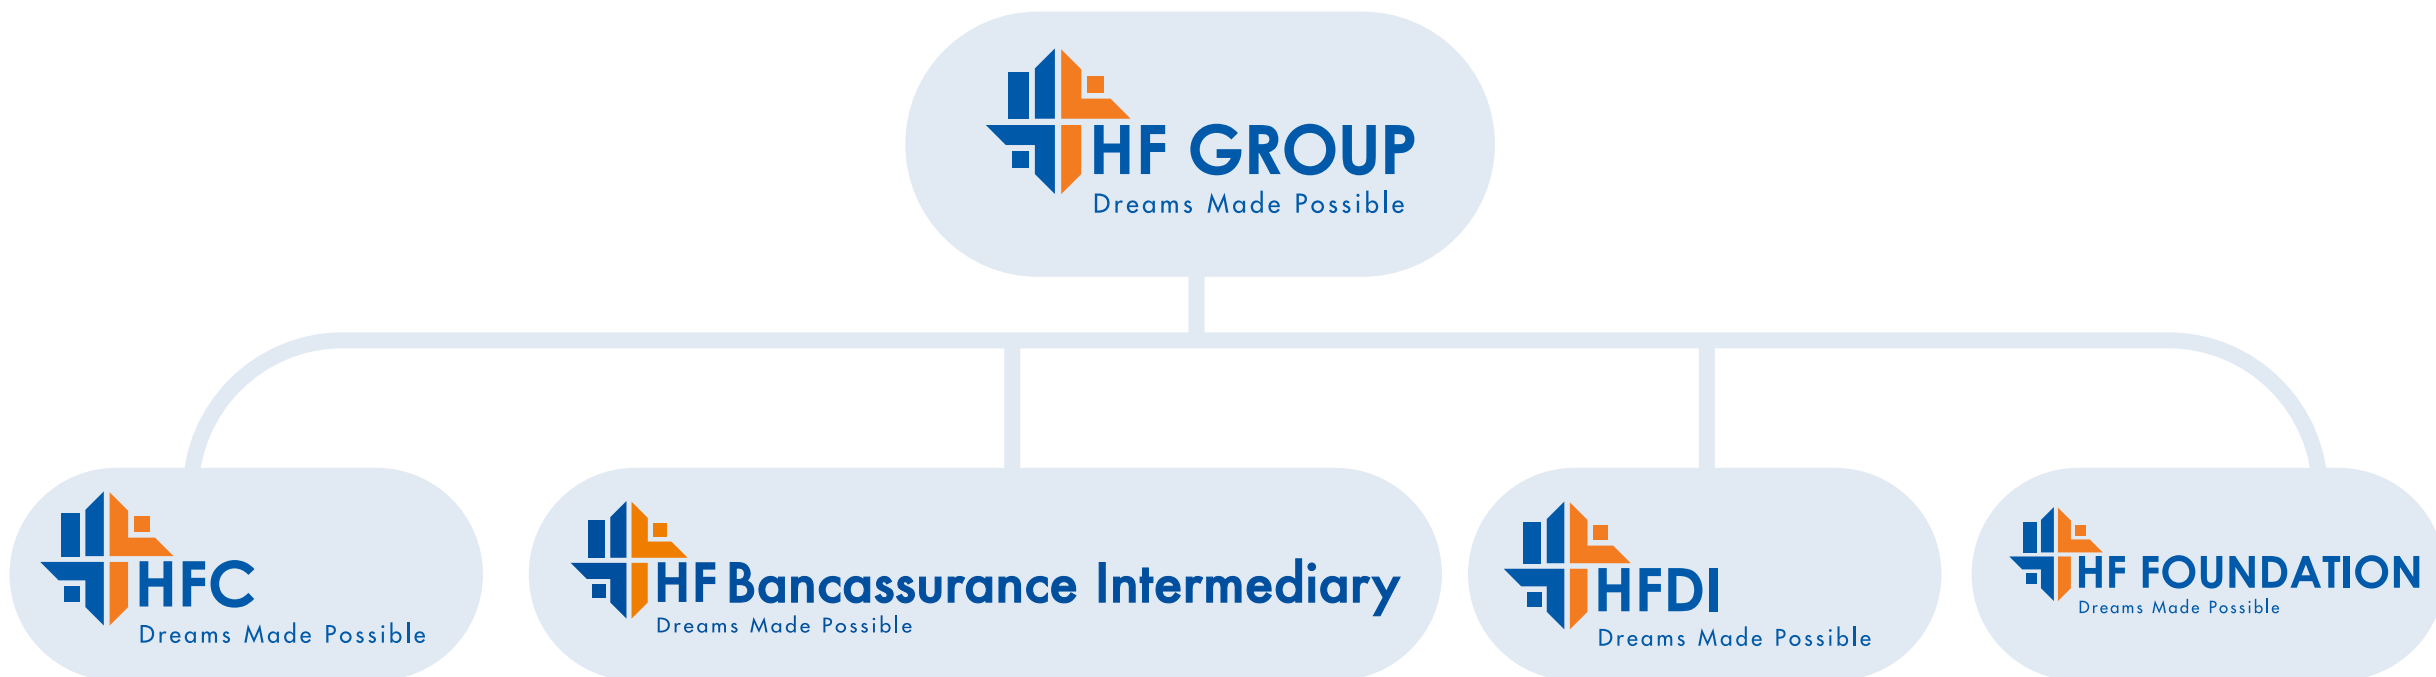 HF GROUP
Dreams Made Possible
HFC
Dreams Made Possible
HF Bancassurance Intermediary
Dreams Made Possible
HFDI
Dreams Made Possible
HF FOUNDATION
Dreams Made Possible